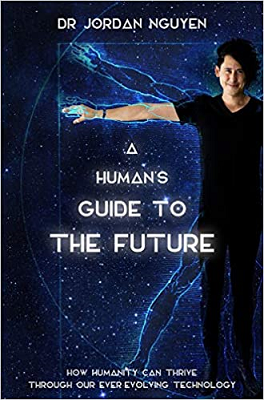 DR JORDAN NGUYEN
A
HUMAN'S
GUIDE TO
THE FUTURE
HOW HUMANITY CAN THRIVE
THROUGH OUR EVER-EVOLVING TECHNOLOGY